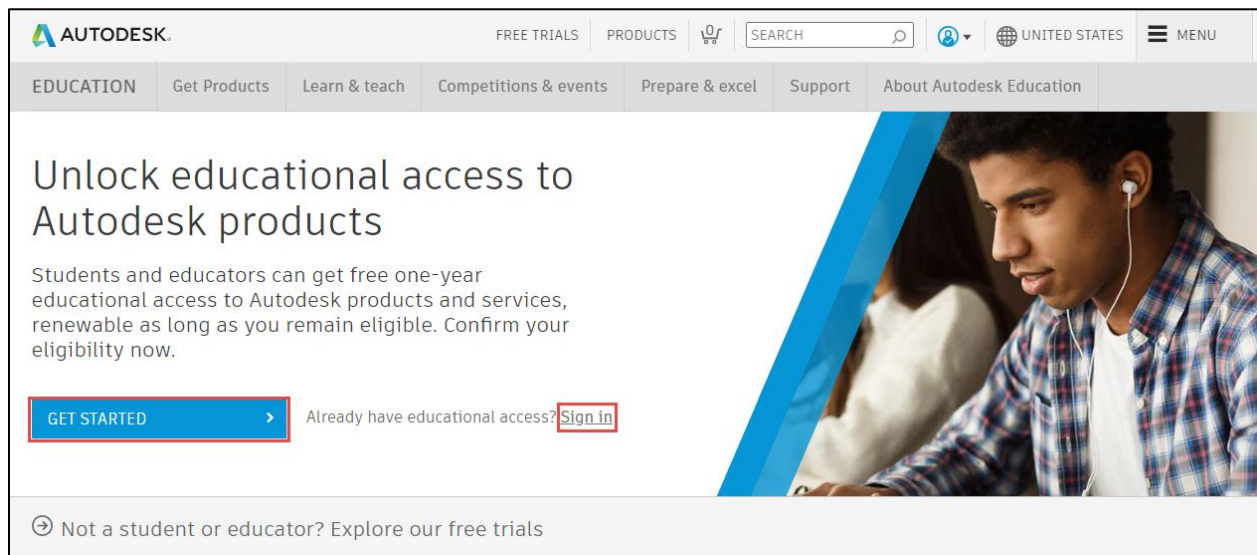 AUTODESK.
FREE TRIALS PRODUCTS 0 SEARCH UNITED STATES MENU
EDUCATION Get Products Learn & teach Competitions & events Prepare & excel Support About Autodesk Education
Unlock educational access to
Autodesk products
Students and educators can get free one-year
educational access to Autodesk products and services,
renewable as long as you remain eligible. Confirm your
eligibility now.
GET STARTED Already have educational access? Sign in
Not a student or educator? Explore our free trials